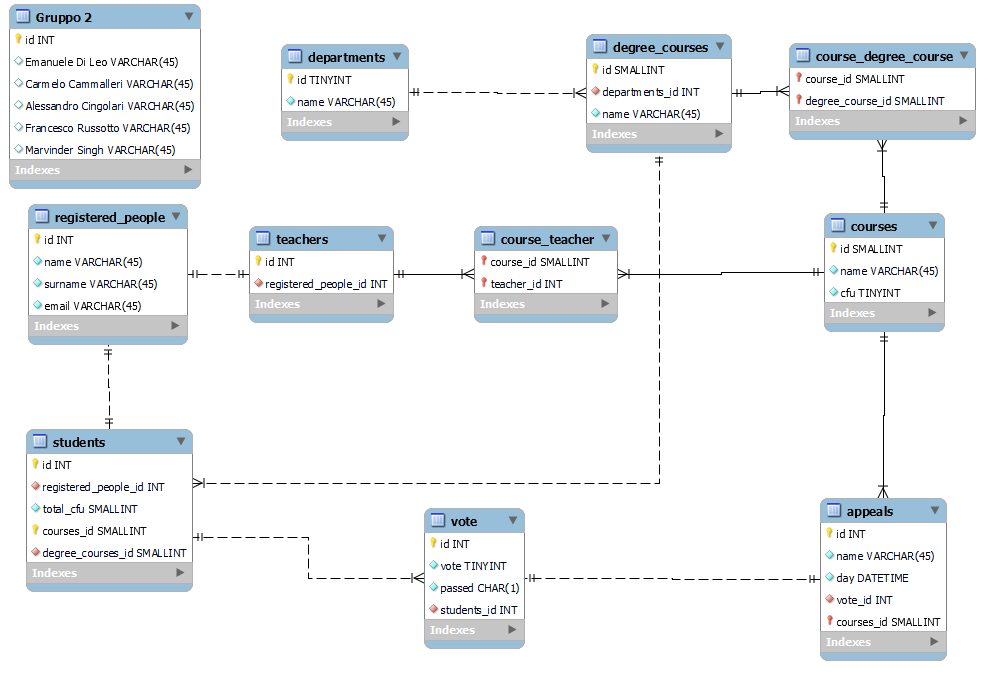 Gruppo 2
id INT
Emanuele Di Leo VARCHAR(45)
Carmelo Cammalleri VARCHAR(45)
Alessandro Cingolari VARCHAR(45)
Francesco Russotto VARCHAR(45)
Marvinder Singh VARCHAR(45)
Indexes
departments
id TINYINT
name VARCHAR(45)
Indexes
degree_courses
id SMALLINT
departments_id INT
name VARCHAR(45)
Indexes
course_degree_course
course_id SMALLINT
degree_course_id SMALLINT
Indexes
registered_people
id INT
name VARCHAR(45)
surname VARCHAR(45)
email VARCHAR(45)
Indexes
teachers
id INT
registered_people_id INT
Indexes
course_teacher
course_id SMALLINT
teacher_id INT
Indexes
courses
id SMALLINT
name VARCHAR(45)
cfu TINYINT
Indexes
students
id INT
registered_people_id INT
total_cfu SMALLINT
courses_id SMALLINT
degree_courses_id SMALLINT
Indexes
vote
id INT
vote TINYINT
passed CHAR(1)
students_id INT
Indexes
appeals
id INT
name VARCHAR(45)
day DATETIME
vote_id INT
courses_id SMALLINT
Indexes